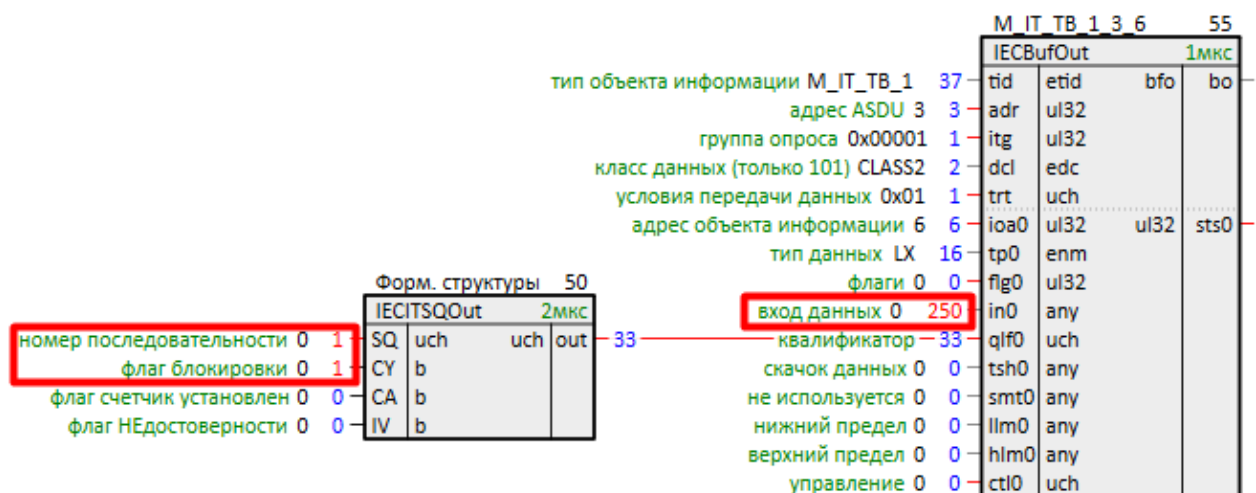 M_IT_TB_1_3_6 55
IECBufOut 1мкс
тип объекта информации M_IT_TB_1 37 tid etid bfo bo
адрес ASDU 3 3 adr ul32
группа опроса 0x00001 1 itg ul32
класс данных (только 101) CLASS2 2 dcl edc
условия передачи данных 0x01 1 trt uch
адрес объекта информации 6 6 ioa0 ul32 ul32 sts0
тип данных LX 16 tp0 enm
флаги 0 0 flg0 ul32
вход данных 0 250 in0 any
квалификатор 33 qlf0 uch
скачок данных 0 0 tsh0 any
не используется 0 0 smt0 any
нижний предел 0 0 llm0 any
верхний предел 0 0 hlm0 any
управление 0 0 ctl0 uch
Форм. структуры 50
IECITSQOut 2мкс
номер последовательности 0 1 SQ uch uch out 33
флаг блокировки 0 1 CY b
флаг счетчик установлен 0 0 CA b
флаг НЕдостоверности 0 0 IV b